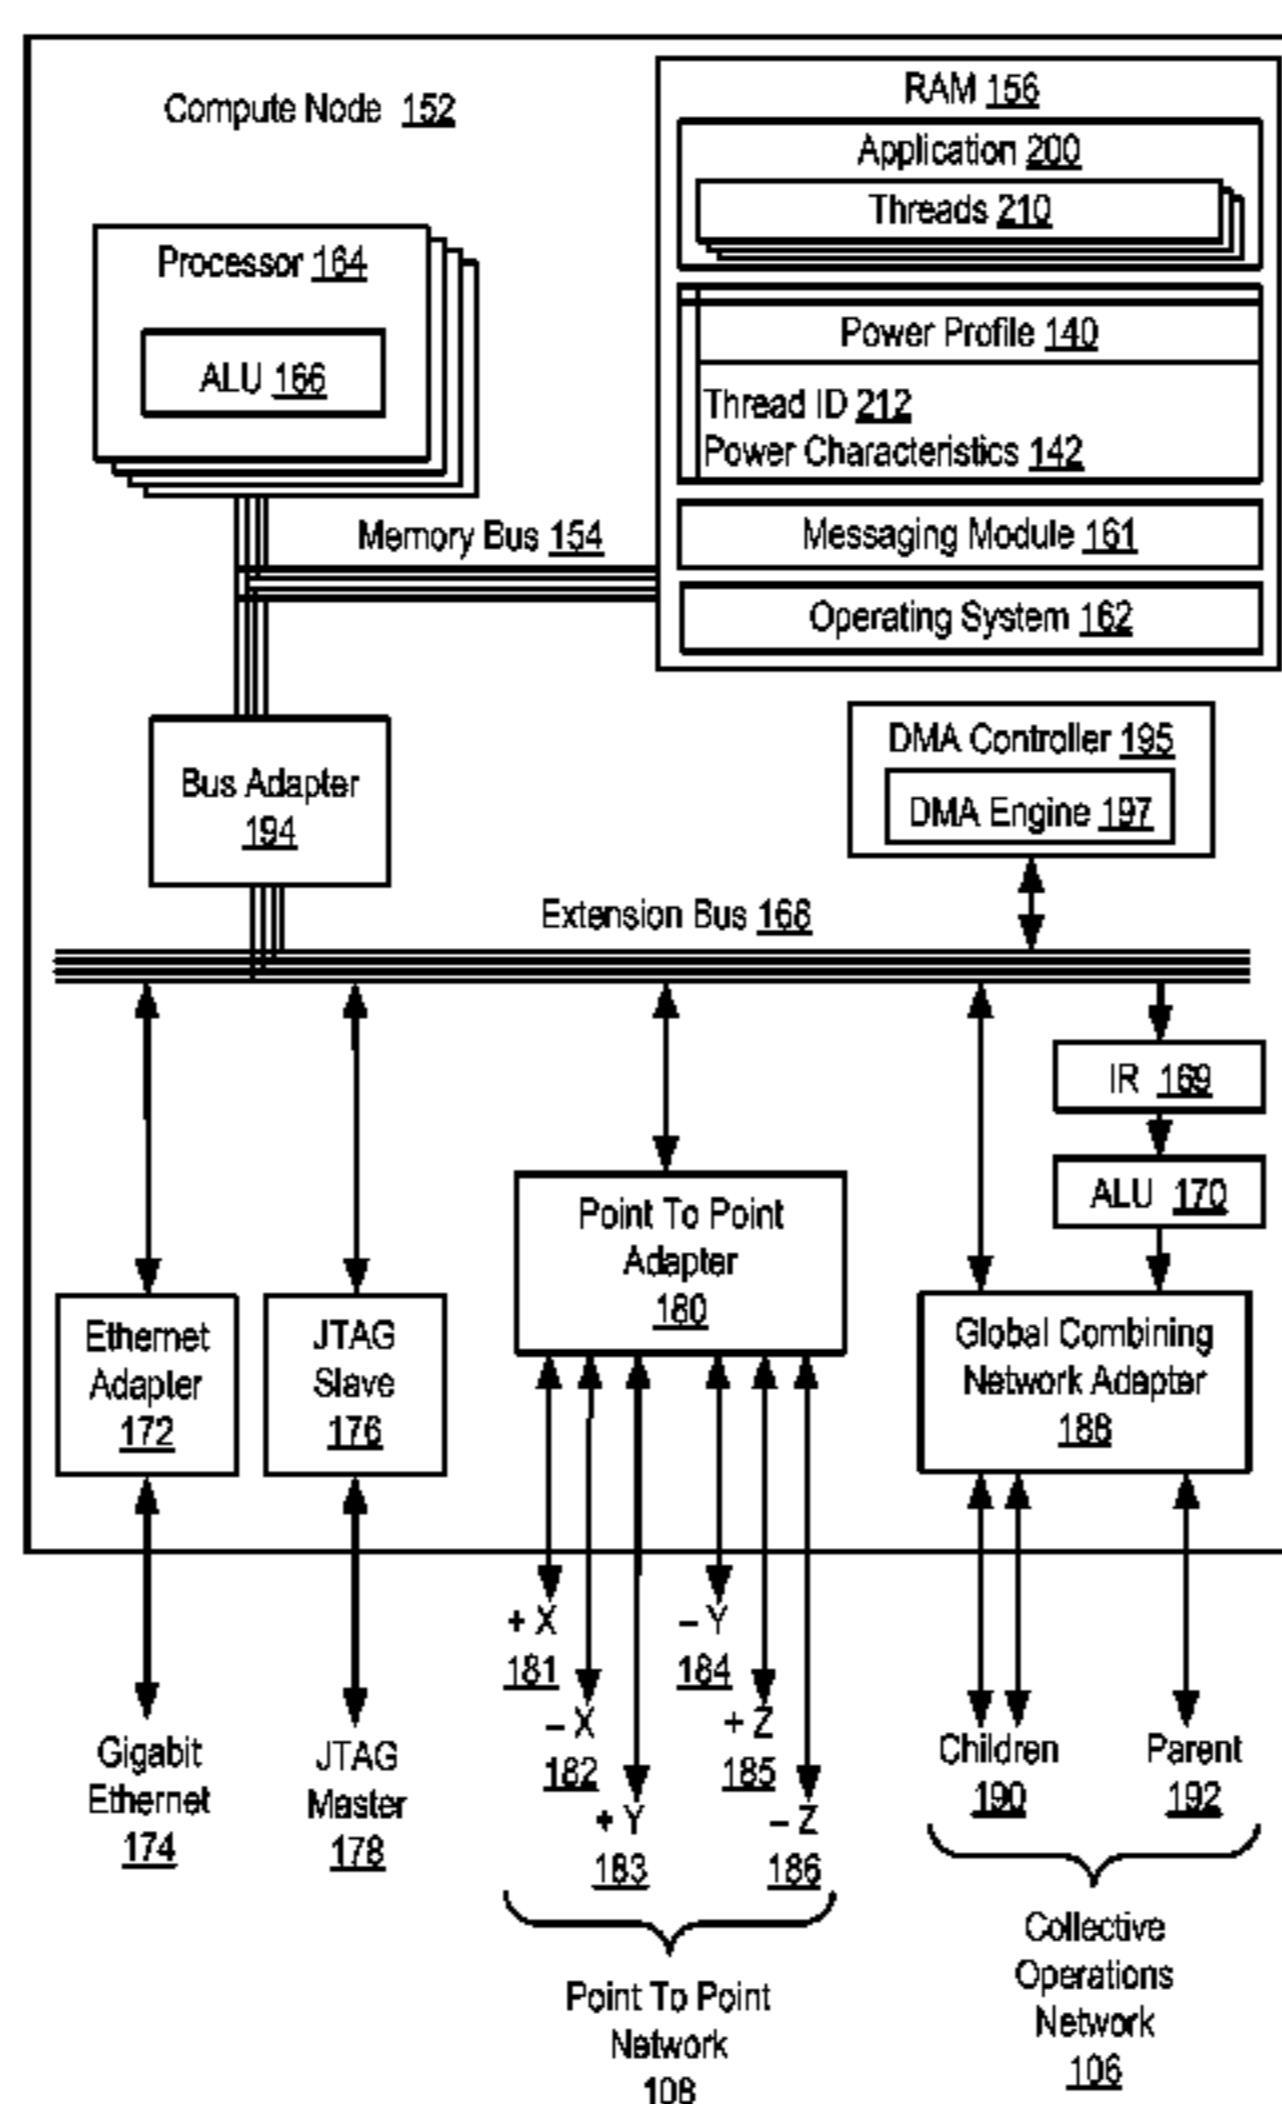 Compute Node 152
RAM 156
Application 200
Threads 210
Processor 164
ALU 166
Power Profile 140
Thread ID 212
Power Characteristics 142
Memory Bus 154
Messaging Module 161
Operating System 162
Bus Adapter
194
DMA Controller 195
DMA Engine 197
Extension Bus 168
IR 169
ALU 170
Point To Point
Adapter
180
Ethernet
Adapter
172
JTAG
Slave
176
Global Combining
Network Adapter
188
+ X
181
– X
182
+ Y
183
– Y
184
+ Z
185
– Z
186
Gigabit
Ethernet
174
JTAG
Master
178
Children
190
Parent
192
Point To Point
Network
108
Collective
Operations
Network
106